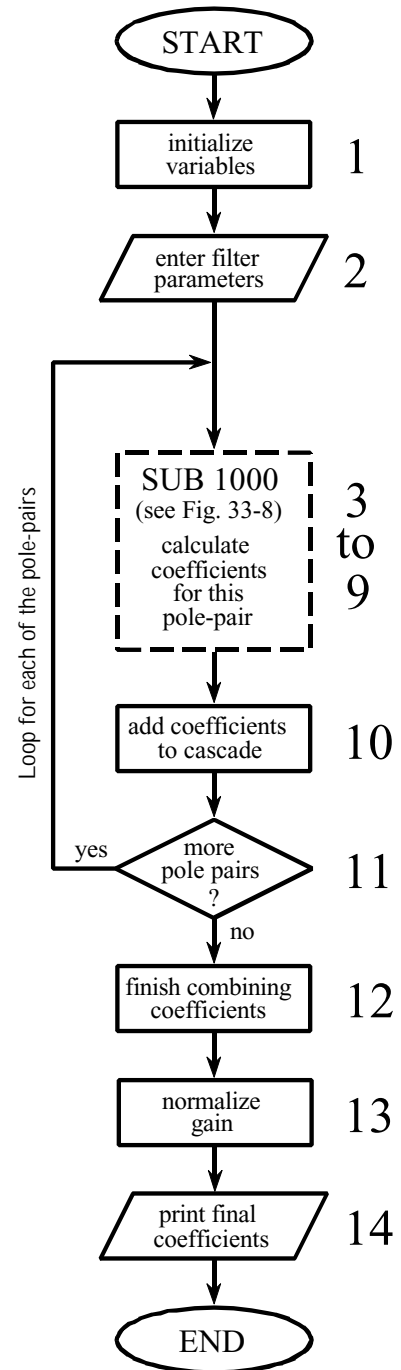 START
initialize
variables
1
enter filter
parameters
2
Loop for each of the pole-pairs
SUB 1000
(see Fig. 33-8)
calculate
coefficients
for this
pole-pair
3
to
9
add coefficients
to cascade
10
yes
more
pole pairs
?
11
no
finish combining
coefficients
12
normalize
gain
13
print final
coefficients
14
END